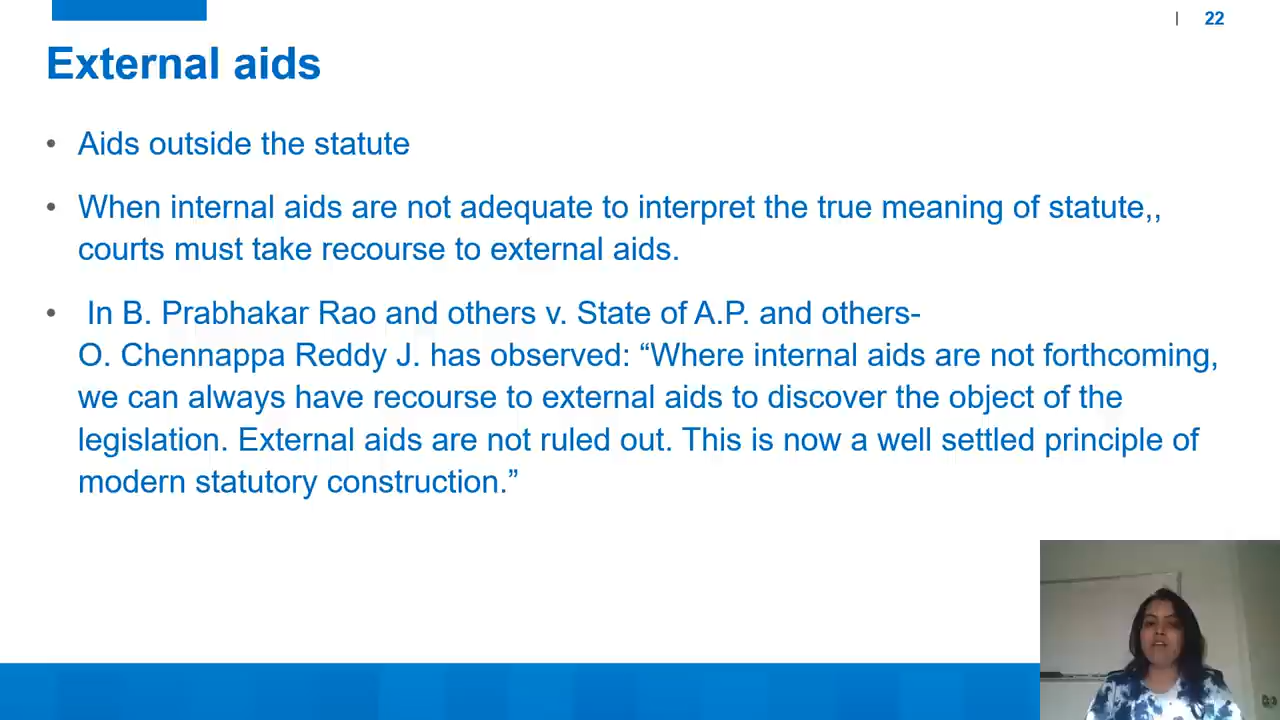 | 22
External aids
• Aids outside the statute
• When internal aids are not adequate to interpret the true meaning of statute,,
courts must take recourse to external aids.
• In B. Prabhakar Rao and others v. State of A.P. and others-
O. Chennappa Reddy J. has observed: “Where internal aids are not forthcoming,
we can always have recourse to external aids to discover the object of the
legislation. External aids are not ruled out. This is now a well settled principle of
modern statutory construction.”